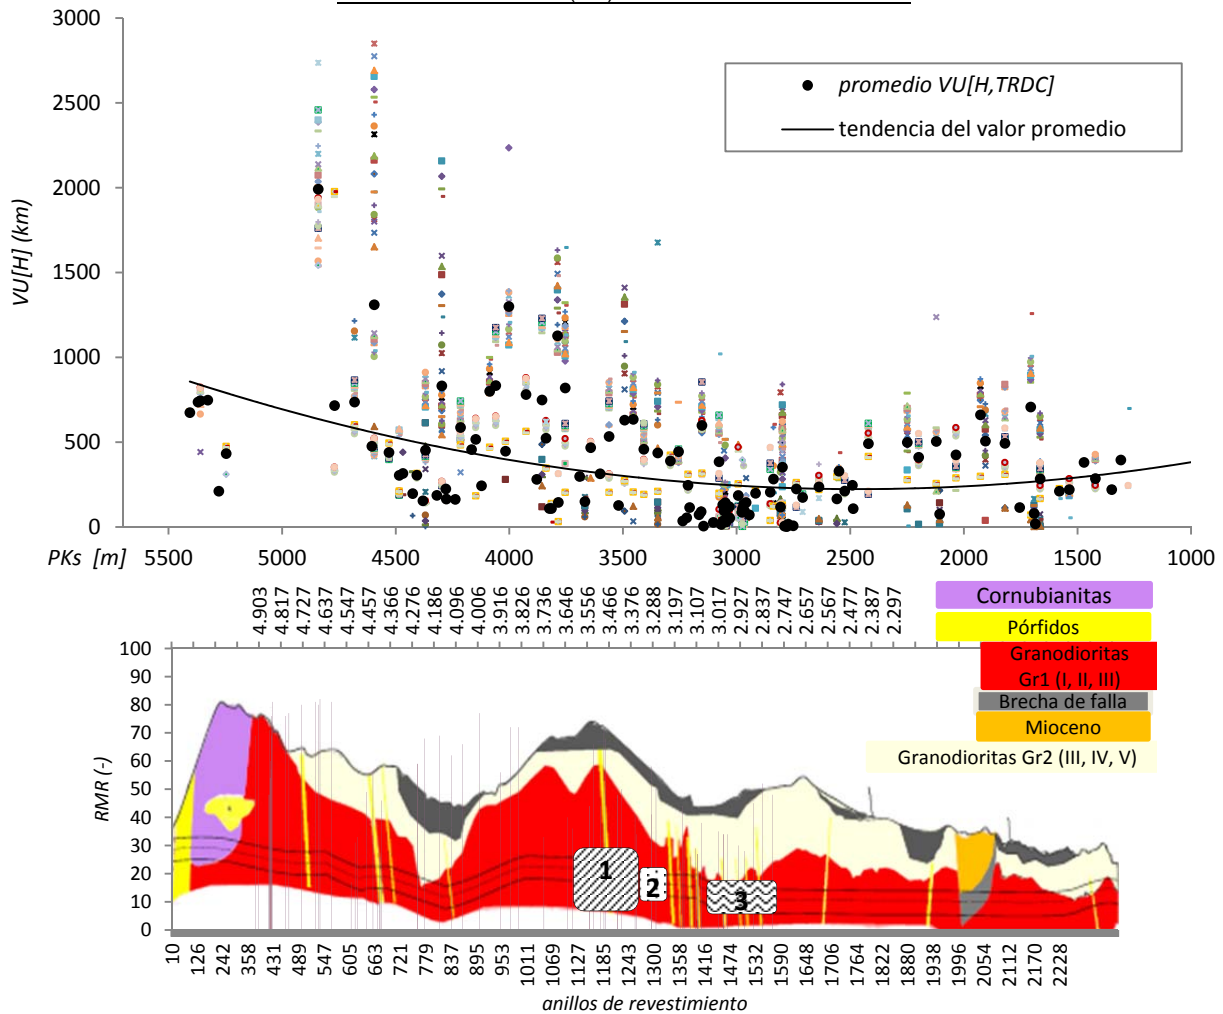 3000
2500
2000
1500
1000
500
0
VU[H] (km)
promedio VU[H,TRDC]
tendencia del valor promedio
PKs [m]
5500 5000 4500 4000 3500 3000 2500 2000 1500 1000
4.903 4.817 4.727 4.637 4.547 4.457 4.366 4.276 4.186 4.096 4.006 3.916 3.826 3.736 3.646 3.556 3.466 3.376 3.288 3.197 3.107 3.017 2.927 2.837 2.747 2.657 2.567 2.477 2.387 2.297
Cornubianitas
Pórfidos
Granodioritas
Gr1 (I, II, III)
Brecha de falla
Mioceno
Granodioritas Gr2 (III, IV, V)
100
90
80
70
60
50
40
30
20
10
0
RMR (-)
1
2
3
10 126 242 358 431 489 547 605 663 721 779 837 895 953 1011 1069 1127 1185 1243 1300 1358 1416 1474 1532 1590 1648 1706 1764 1822 1880 1938 1996 2054 2112 2170 2228
anillos de revestimiento